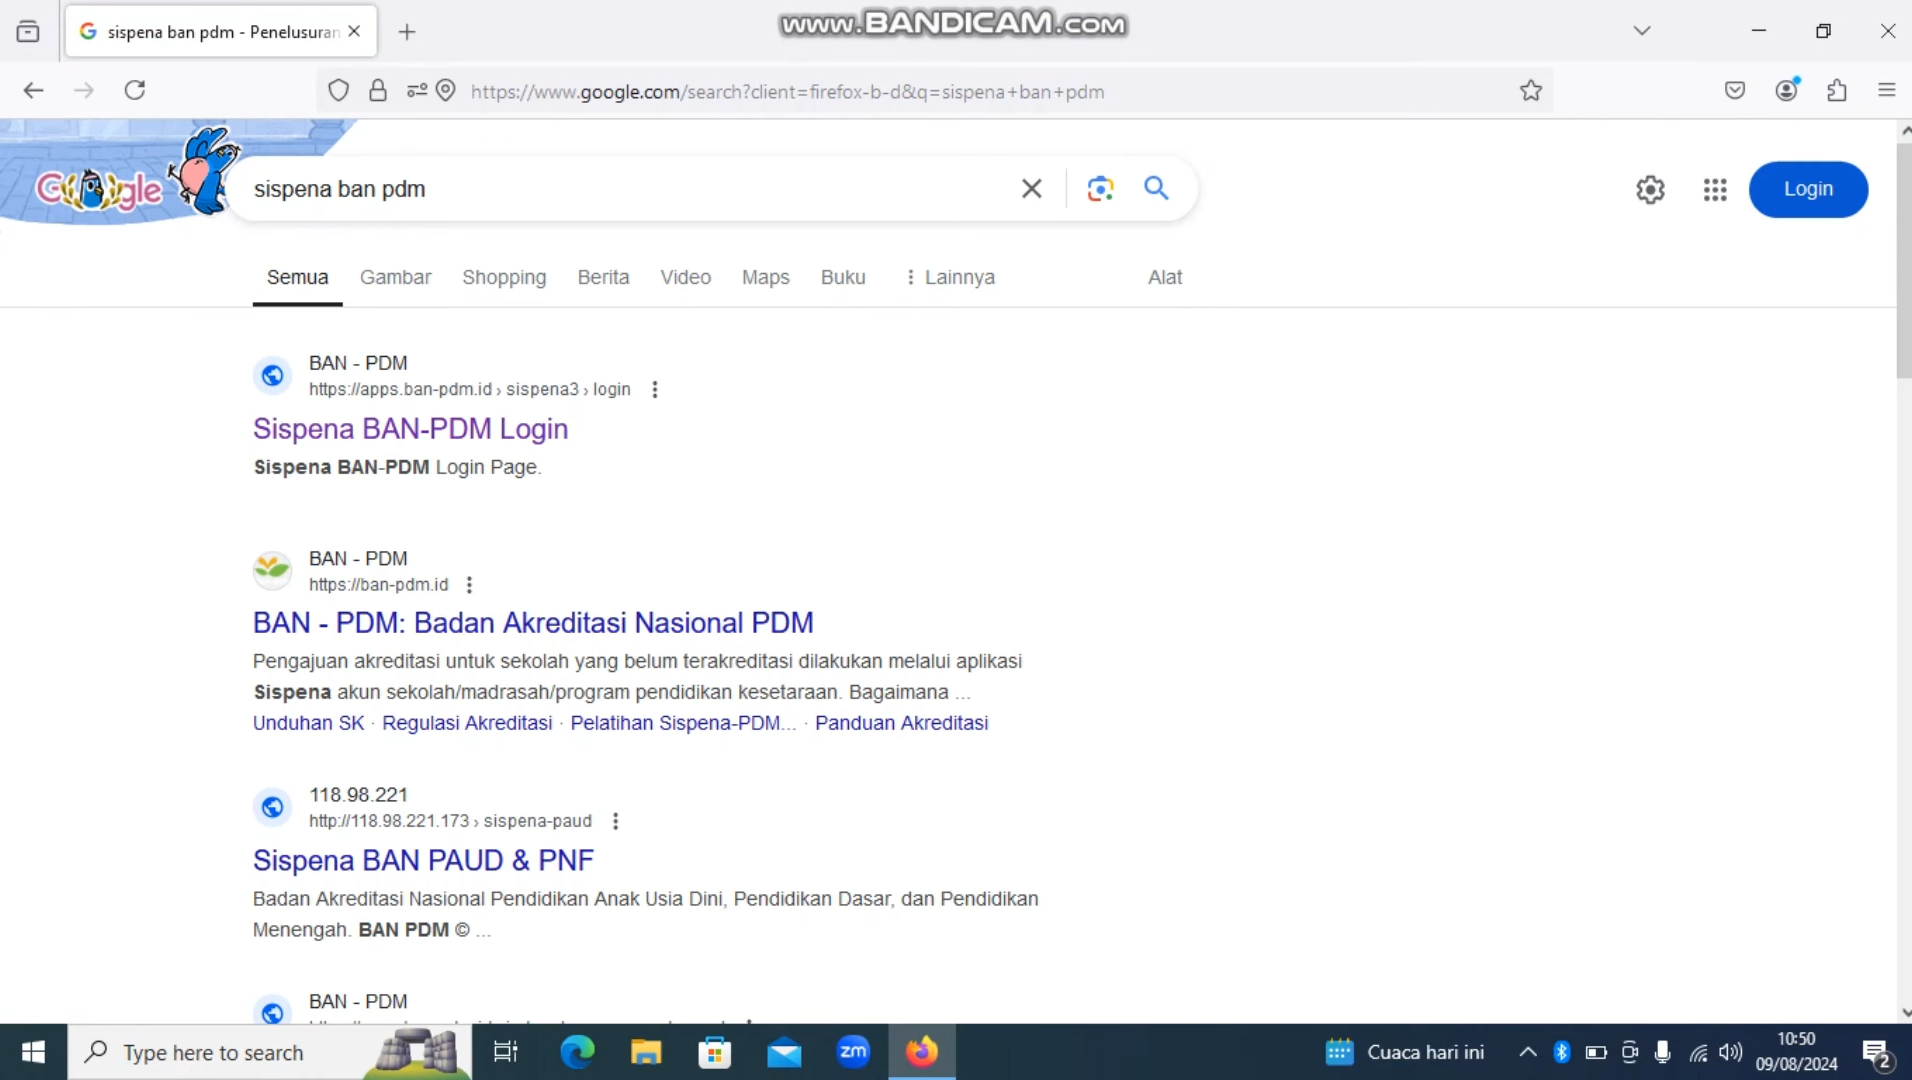 www.BANDICAM.com
sispena ban pdm - Penelusuran
https://www.google.com/search?client=firefox-b-d&q=sispena+ban+pdm
Google
sispena ban pdm
Login
Semua
Gambar
Shopping
Berita
Video
Maps
Buku
Lainnya
Alat
BAN - PDM
https://apps.ban-pdm.id › sispena3 › login
Sispena BAN-PDM Login
Sispena BAN-PDM Login Page.
BAN - PDM
https://ban-pdm.id
BAN - PDM: Badan Akreditasi Nasional PDM
Pengajuan akreditasi untuk sekolah yang belum terakreditasi dilakukan melalui aplikasi
Sispena akun sekolah/madrasah/program pendidikan kesetaraan. Bagaimana ...
Unduhan SK · Regulasi Akreditasi · Pelatihan Sispena-PDM... · Panduan Akreditasi
118.98.221
http://118.98.221.173 › sispena-paud
Sispena BAN PAUD & PNF
Badan Akreditasi Nasional Pendidikan Anak Usia Dini, Pendidikan Dasar, dan Pendidikan
Menengah. BAN PDM © ...
BAN - PDM
Type here to search
zm
Cuaca hari ini
10:50
09/08/2024
2